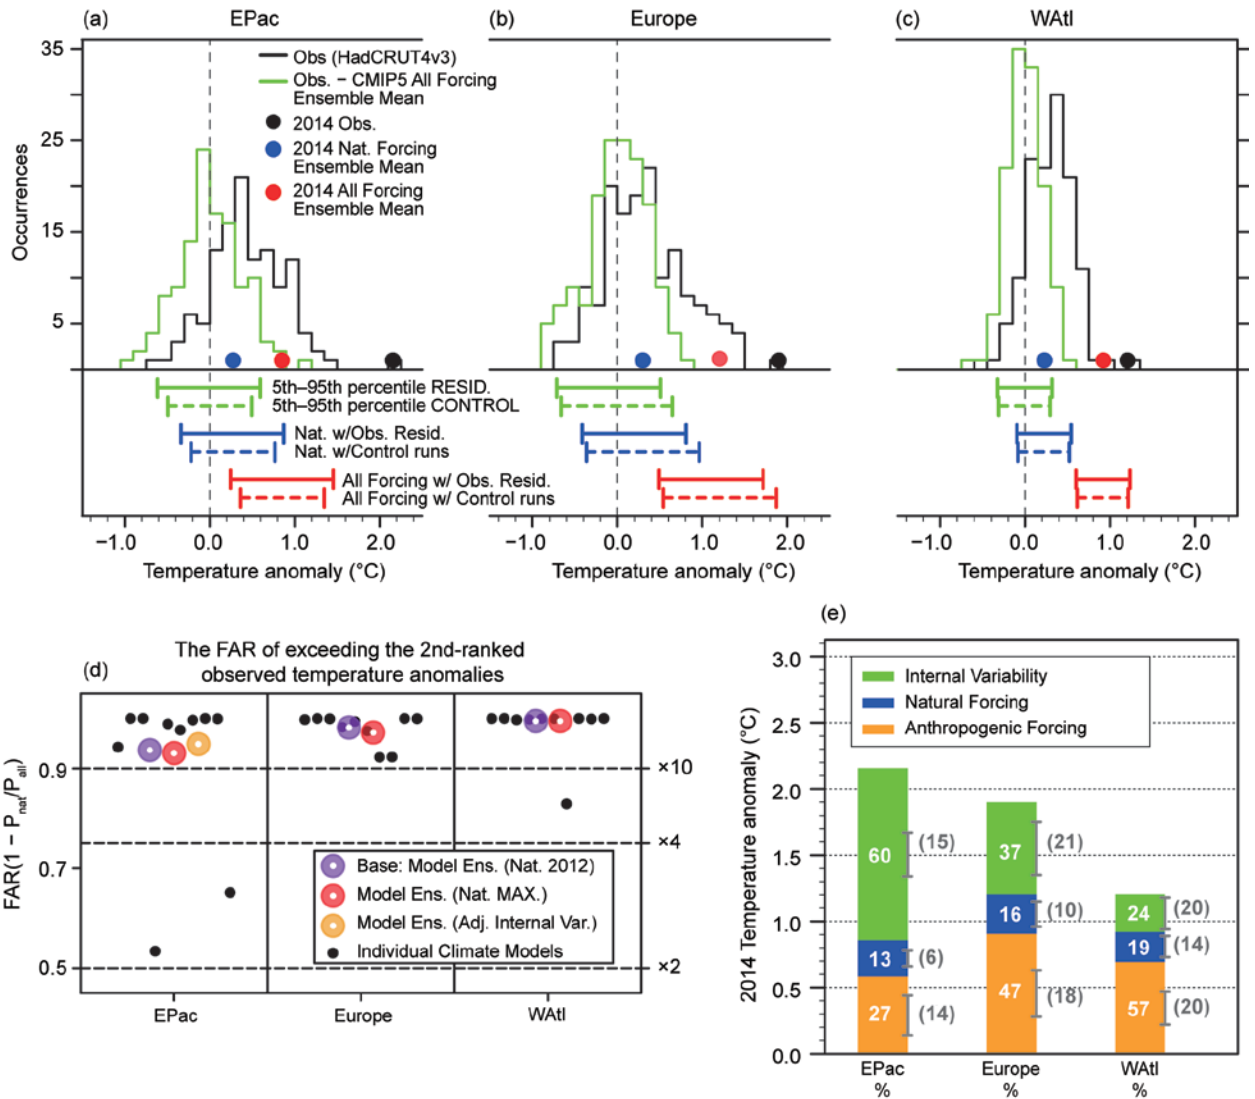 (a)
EPac
(b)
Europe
(c)
WAtl
35
25
15
5
Occurrences
Obs (HadCRUT4v3)
Obs. – CMIP5 All Forcing
Ensemble Mean
2014 Obs.
2014 Nat. Forcing
Ensemble Mean
2014 All Forcing
Ensemble Mean
5th–95th percentile RESID.
5th–95th percentile CONTROL
Nat. w/Obs. Resid.
Nat. w/Control runs
All Forcing w/ Obs. Resid.
All Forcing w/ Control runs
−1.0 0.0 1.0 2.0
−1.0 0.0 1.0 2.0
−1.0 0.0 1.0 2.0
Temperature anomaly (°C)
Temperature anomaly (°C)
Temperature anomaly (°C)
(d)
The FAR of exceeding the 2nd-ranked
observed temperature anomalies
FAR(1 − Pnat/Pall)
0.9
0.7
0.5
×10
×4
×2
Base: Model Ens. (Nat. 2012)
Model Ens. (Nat. MAX.)
Model Ens. (Adj. Internal Var.)
Individual Climate Models
EPac
Europe
WAtl
(e)
2014 Temperature anomaly (°C)
3.0
2.5
2.0
1.5
1.0
0.5
0.0
Internal Variability
Natural Forcing
Anthropogenic Forcing
60 (15)
13 (6)
27 (14)
37 (21)
16 (10)
47 (18)
24 (20)
19 (14)
57 (20)
EPac
%
Europe
%
WAtl
%